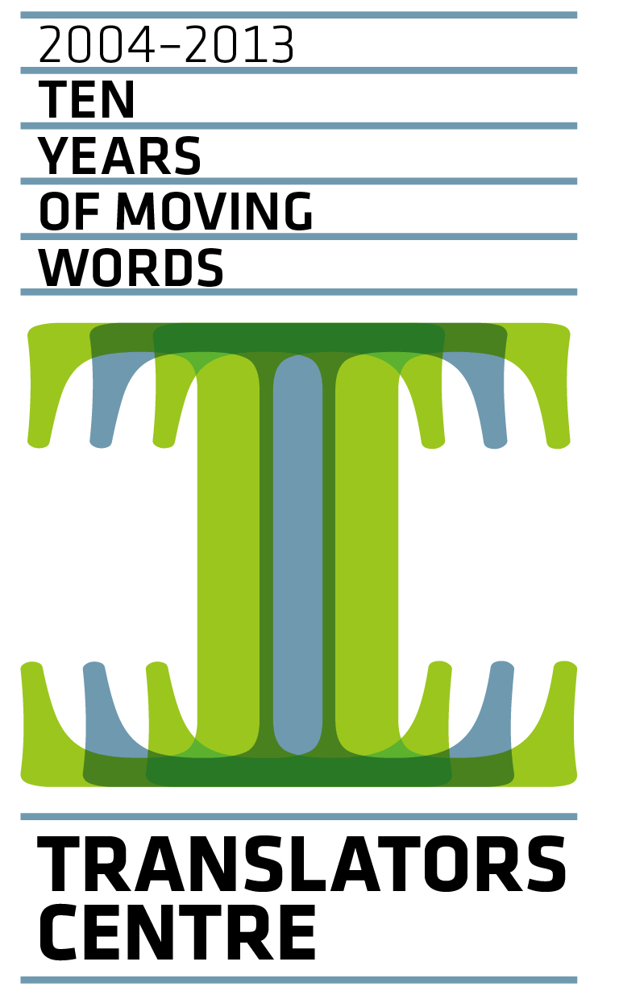 2004–2013
TEN
YEARS
OF MOVING
WORDS
TRANSLATORS
CENTRE